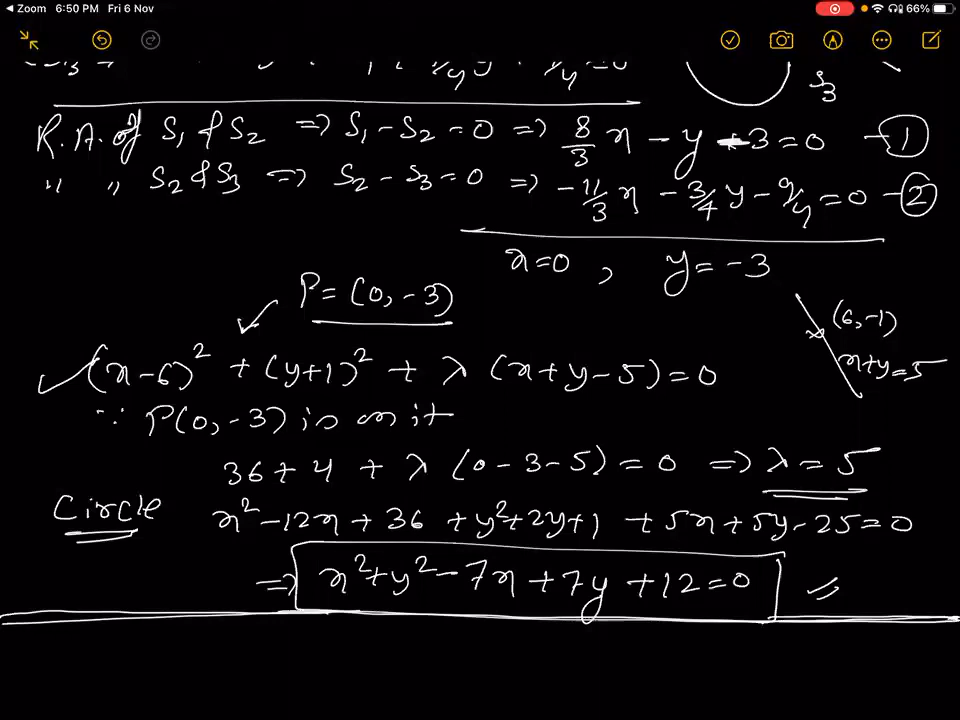 Zoom 6:50 PM Fri 6 Nov 66%
S3
R.A. of S1 & S2 => S1 - S2 = 0 => 8/3 x - y - 3 = 0 - 1
" " S2 & S3 => S2 - S3 = 0 => -11/3 x - 3/4 y - 9/4 = 0 - 2
x=0 , y = -3
P = (0, -3)
(6, -1)
x+y=5
(x-6)² + (y+1)² + λ (x+y-5) = 0
∵ P(0, -3) is on it
36 + 4 + λ (0-3-5) = 0 => λ = 5
Circle x² - 12x + 36 + y² + 2y + 1 + 5x + 5y - 25 = 0
=> x² + y² - 7x + 7y + 12 = 0